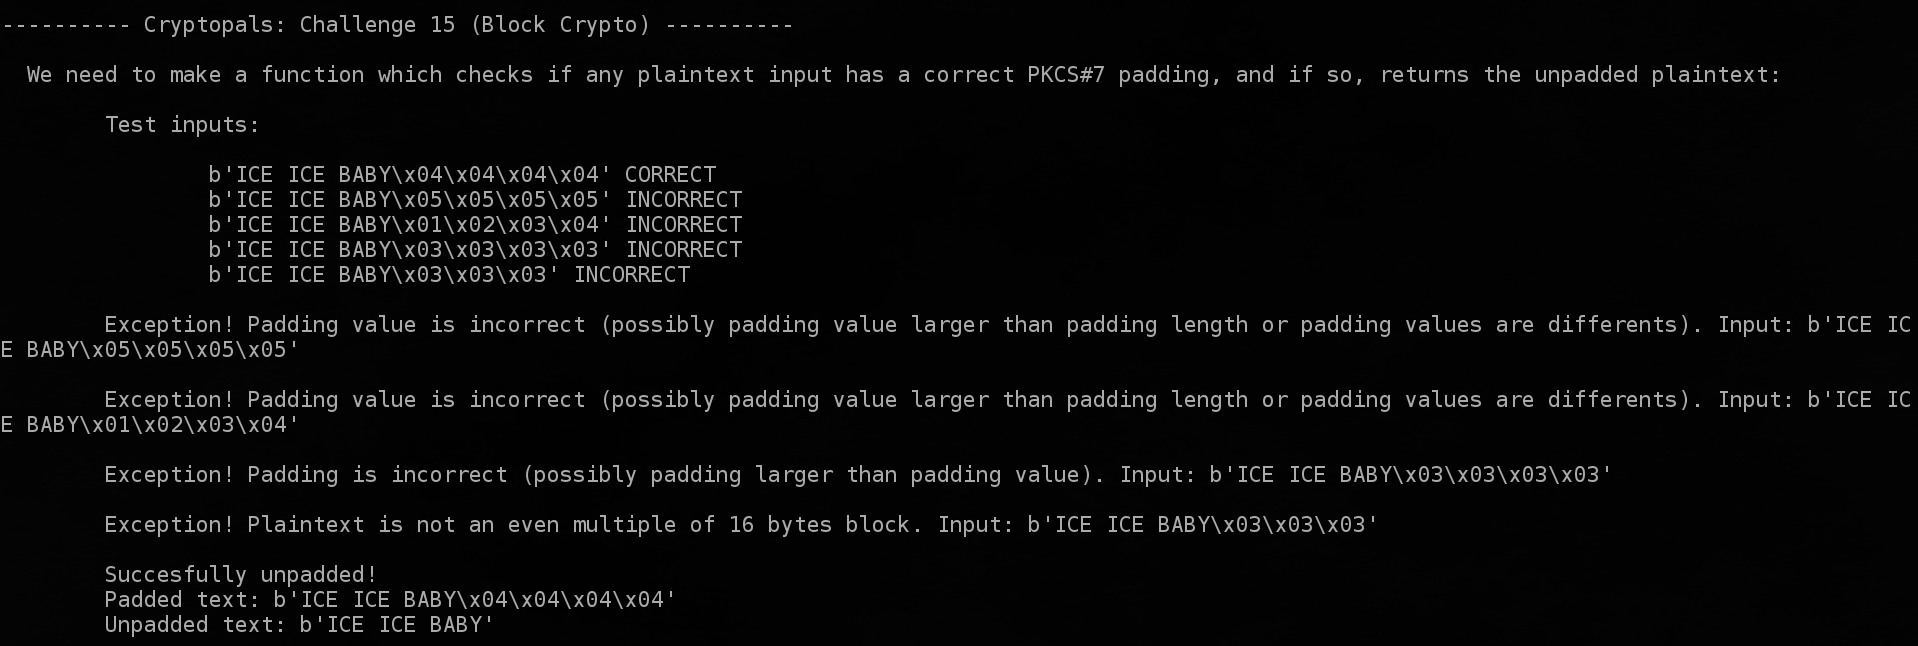 ---------- Cryptopals: Challenge 15 (Block Crypto) ----------
We need to make a function which checks if any plaintext input has a correct PKCS#7 padding, and if so, returns the unpadded plaintext:
Test inputs:
b'ICE ICE BABY\x04\x04\x04\x04' CORRECT
b'ICE ICE BABY\x05\x05\x05\x05' INCORRECT
b'ICE ICE BABY\x01\x02\x03\x04' INCORRECT
b'ICE ICE BABY\x03\x03\x03\x03' INCORRECT
b'ICE ICE BABY\x03\x03\x03' INCORRECT
Exception! Padding value is incorrect (possibly padding value larger than padding length or padding values are differents). Input: b'ICE IC
E BABY\x05\x05\x05\x05'
Exception! Padding value is incorrect (possibly padding value larger than padding length or padding values are differents). Input: b'ICE IC
E BABY\x01\x02\x03\x04'
Exception! Padding is incorrect (possibly padding larger than padding value). Input: b'ICE ICE BABY\x03\x03\x03\x03'
Exception! Plaintext is not an even multiple of 16 bytes block. Input: b'ICE ICE BABY\x03\x03\x03'
Succesfully unpadded!
Padded text: b'ICE ICE BABY\x04\x04\x04\x04'
Unpadded text: b'ICE ICE BABY'